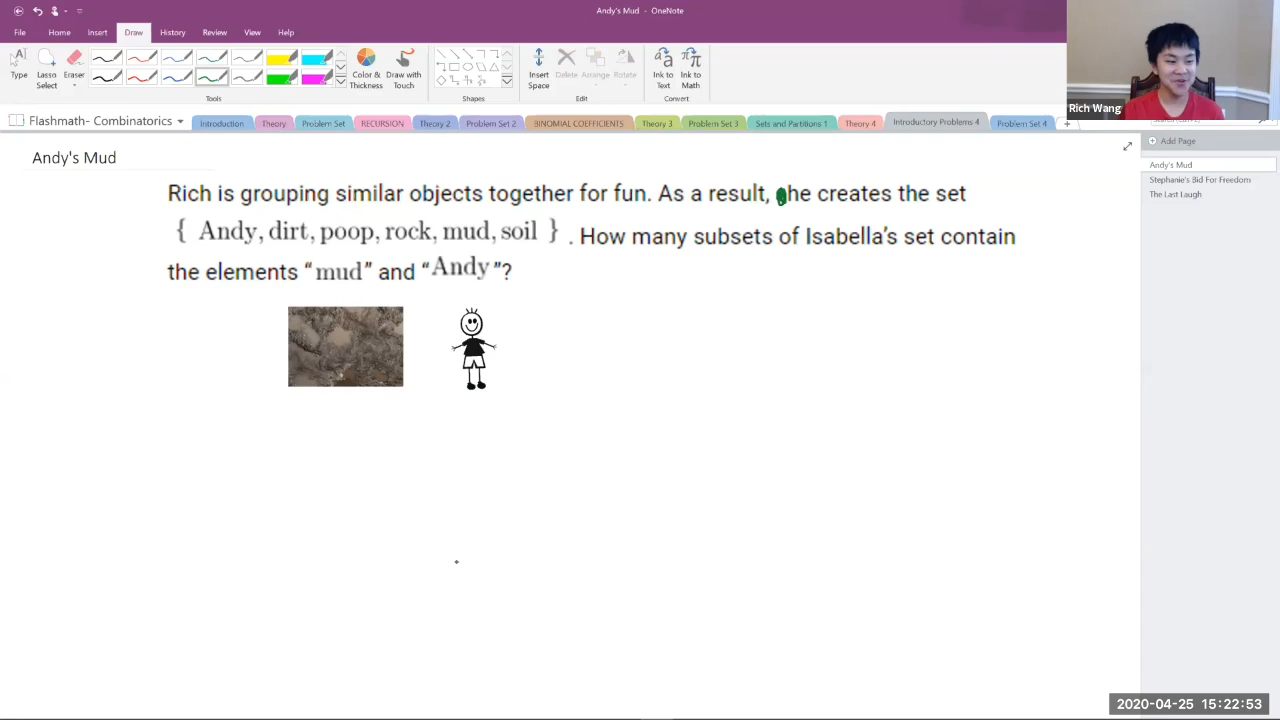 Andy's Mud - OneNote
File Home Insert Draw History Review View Help
Type Lasso Select Eraser Color & Thickness Draw with Touch Insert Space Delete Arrange Rotate Ink to Text Ink to Math
Tools Shapes Edit Convert
Rich Wang
Flashmath- Combinatorics Introduction Theory Problem Set RECURSION Theory 2 Problem Set 2 BINOMIAL COEFFICIENTS Theory 3 Problem Set 3 Sets and Partitions 1 Theory 4 Introductory Problems 4 Problem Set 4 +
Add Page
Andy's Mud
Stephanie's Bid For Freedom
The Last Laugh
Andy's Mud
Rich is grouping similar objects together for fun. As a result, he creates the set
{ Andy, dirt, poop, rock, mud, soil } . How many subsets of Isabella's set contain
the elements “mud” and “Andy”?
2020-04-25 15:22:53